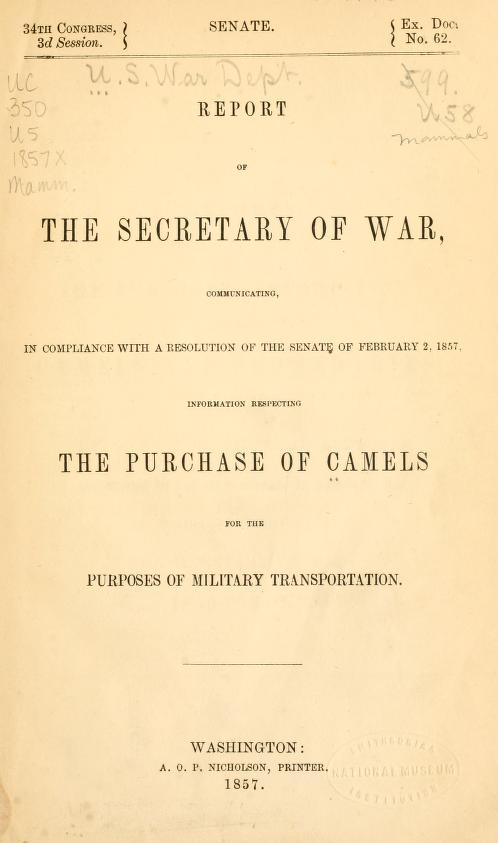 34TH CONGRESS, 3d Session.
SENATE.
Ex. Doc.
No. 62.
U.S. War Dept.
UC
350
U5
1857X
Mamm.
599.
U58
mammals
REPORT
OF
THE SECRETARY OF WAR,
COMMUNICATING,
IN COMPLIANCE WITH A RESOLUTION OF THE SENATE OF FEBRUARY 2, 1857,
INFORMATION RESPECTING
THE PURCHASE OF CAMELS
FOR THE
PURPOSES OF MILITARY TRANSPORTATION.
WASHINGTON:
A. O. P. NICHOLSON, PRINTER.
1857.
SMITHSONIAN
NATIONAL MUSEUM
INSTITUTION